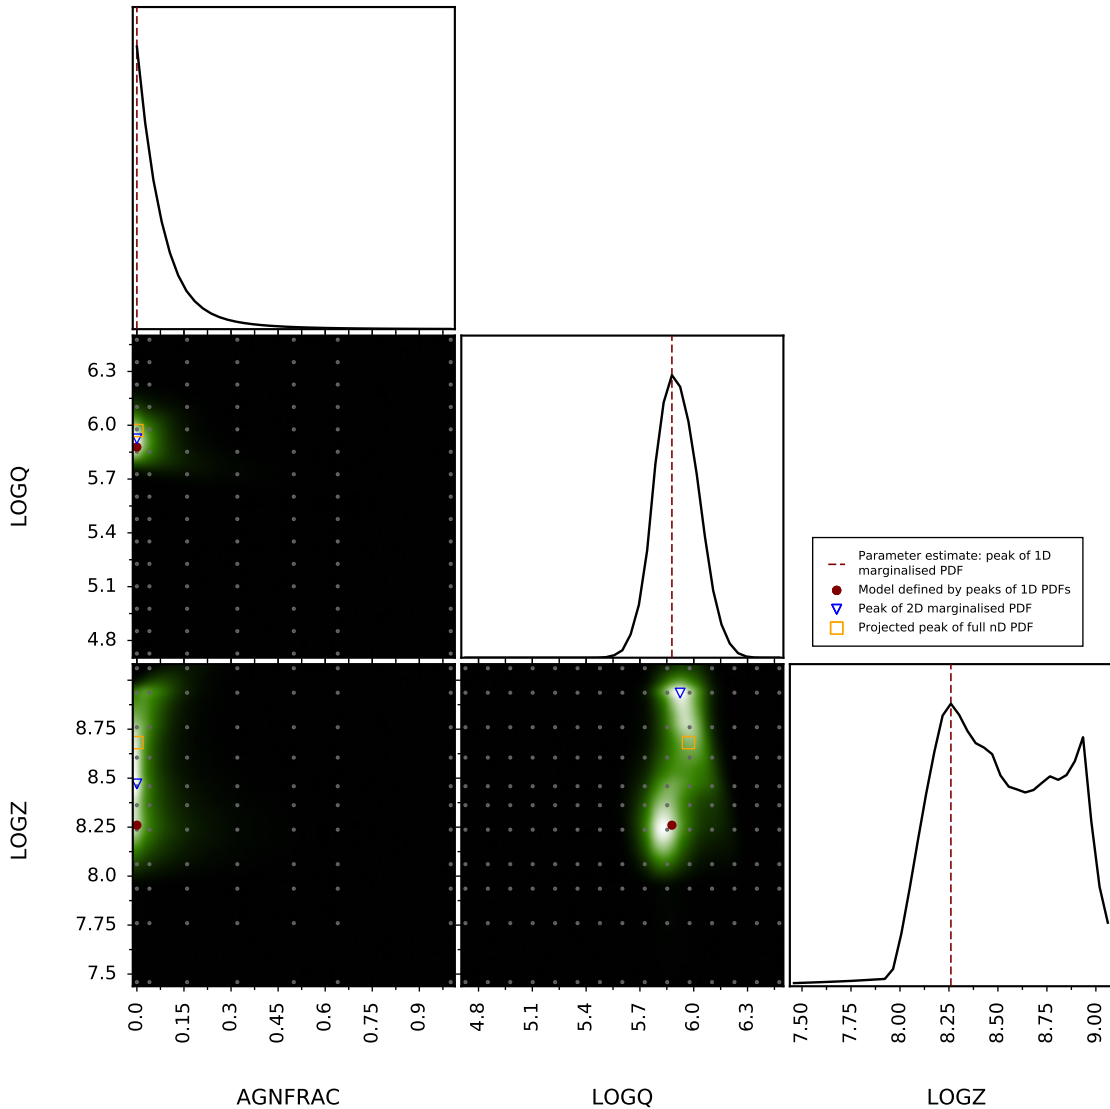 LOGQ
6.3
6.0
5.7
5.4
5.1
4.8
Parameter estimate: peak of 1D
marginalised PDF
Model defined by peaks of 1D PDFs
Peak of 2D marginalised PDF
Projected peak of full nD PDF
LOGZ
8.75
8.5
8.25
8.0
7.75
7.5
0.0 0.15 0.3 0.45 0.75 0.75 0.9
4.8 5.1 5.4 5.7 6.0 6.3
7.50 7.75 8.00 8.25 8.50 8.75 9.00
AGNFRAC LOGQ LOGZ